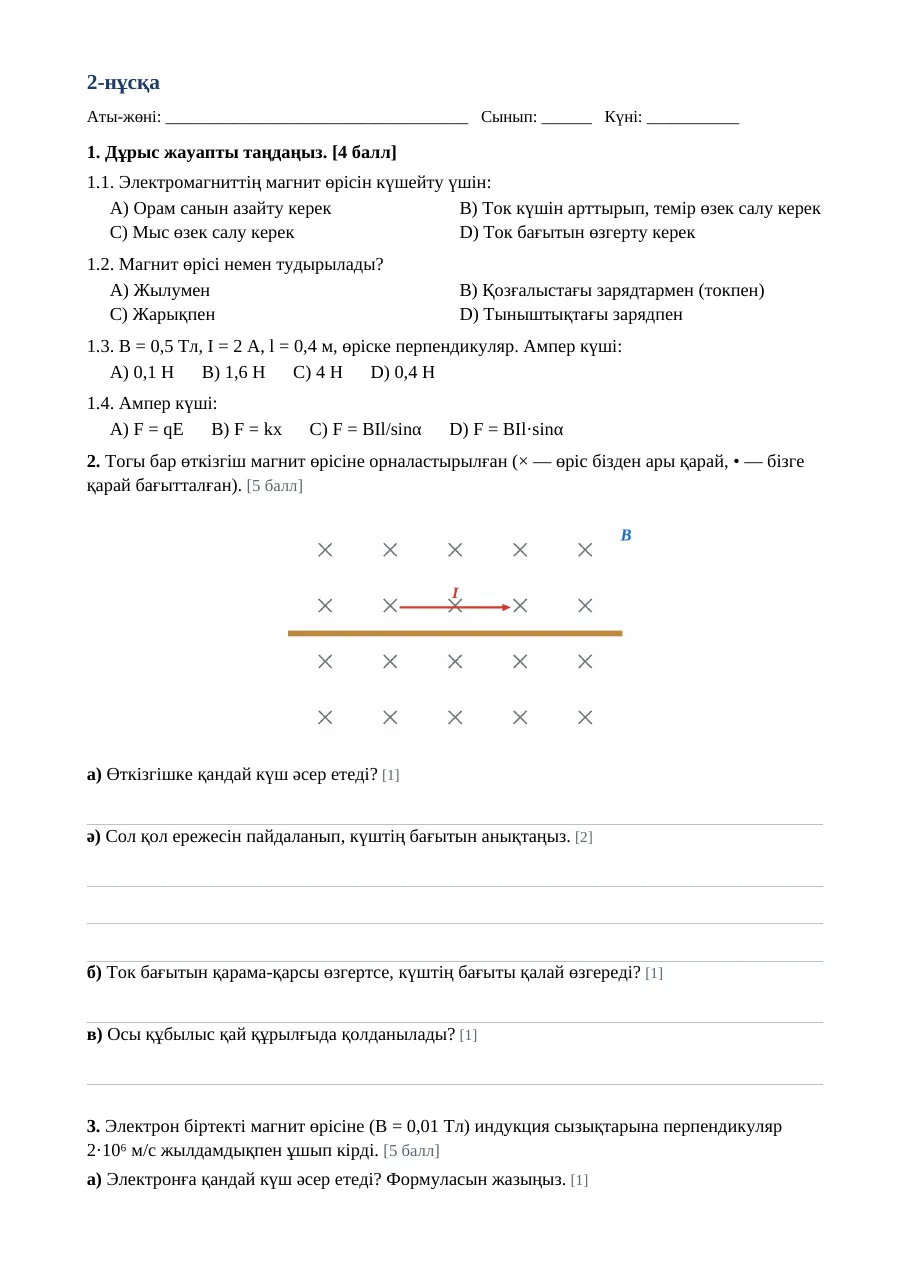 2-нұсқа
Аты-жөні: ____________________________________ Сынып: ______ Күні: ___________
1. Дұрыс жауапты таңдаңыз. [4 балл]
1.1. Электромагниттің магнит өрісін күшейту үшін:
A) Орам санын азайту керек B) Ток күшін арттырып, темір өзек салу керек
C) Мыс өзек салу керек D) Ток бағытын өзгерту керек
1.2. Магнит өрісі немен тудырылады?
A) Жылумен B) Қозғалыстағы зарядтармен (токпен)
C) Жарықпен D) Тыныштықтағы зарядпен
1.3. B = 0,5 Тл, I = 2 А, l = 0,4 м, өріске перпендикуляр. Ампер күші:
A) 0,1 Н B) 1,6 Н C) 4 Н D) 0,4 Н
1.4. Ампер күші:
A) F = qE B) F = kx C) F = BIl/sinα D) F = BIl·sinα
2. Тогы бар өткізгіш магнит өрісіне орналастырылған (× — өріс бізден ары қарай, • — бізге
қарай бағытталған). [5 балл]
B
I
а) Өткізгішке қандай күш әсер етеді? [1]
ә) Сол қол ережесін пайдаланып, күштің бағытын анықтаңыз. [2]
б) Ток бағытын қарама-қарсы өзгертсе, күштің бағыты қалай өзгереді? [1]
в) Осы құбылыс қай құрылғыда қолданылады? [1]
3. Электрон біртекті магнит өрісіне (B = 0,01 Тл) индукция сызықтарына перпендикуляр
2·10⁶ м/с жылдамдықпен ұшып кірді. [5 балл]
а) Электронға қандай күш әсер етеді? Формуласын жазыңыз. [1]